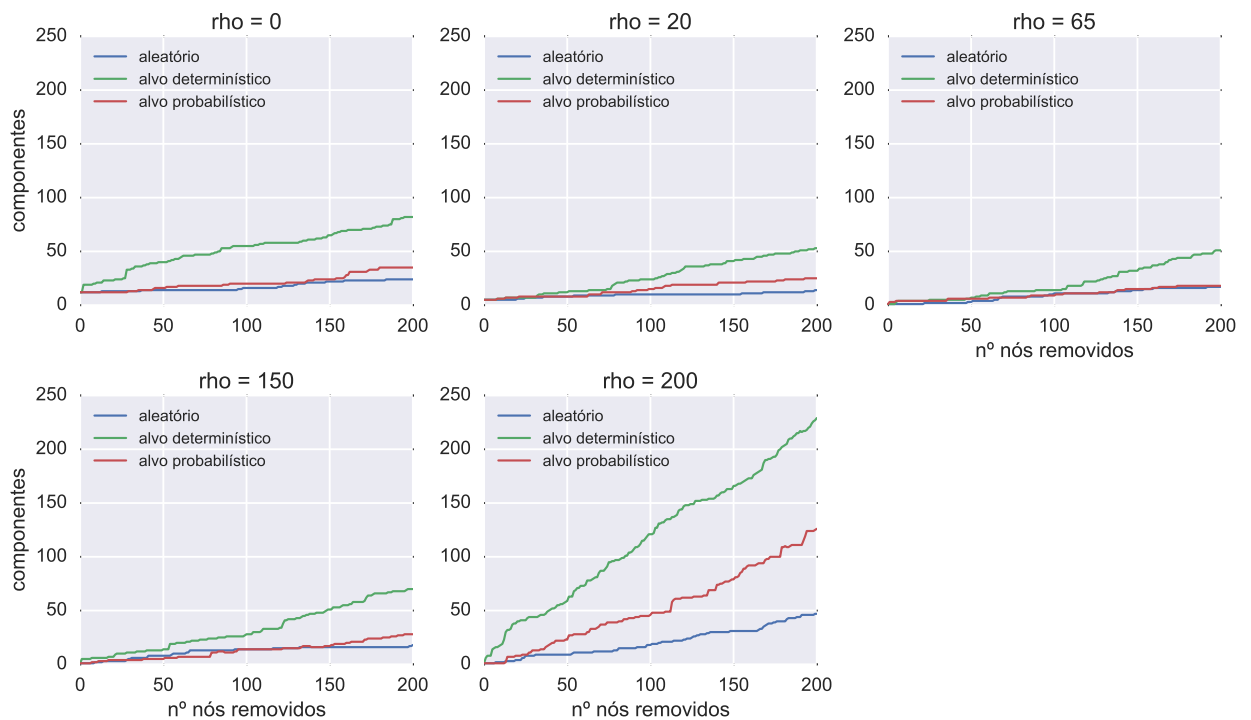 rho = 0
250
200
150
100
50
0
componentes
aleatório
alvo determinístico
alvo probabilístico
0 50 100 150 200
rho = 20
250
200
150
100
50
0
aleatório
alvo determinístico
alvo probabilístico
0 50 100 150 200
rho = 65
250
200
150
100
50
0
aleatório
alvo determinístico
alvo probabilístico
0 50 100 150 200
nº nós removidos
rho = 150
250
200
150
100
50
0
componentes
aleatório
alvo determinístico
alvo probabilístico
0 50 100 150 200
nº nós removidos
rho = 200
250
200
150
100
50
0
aleatório
alvo determinístico
alvo probabilístico
0 50 100 150 200
nº nós removidos